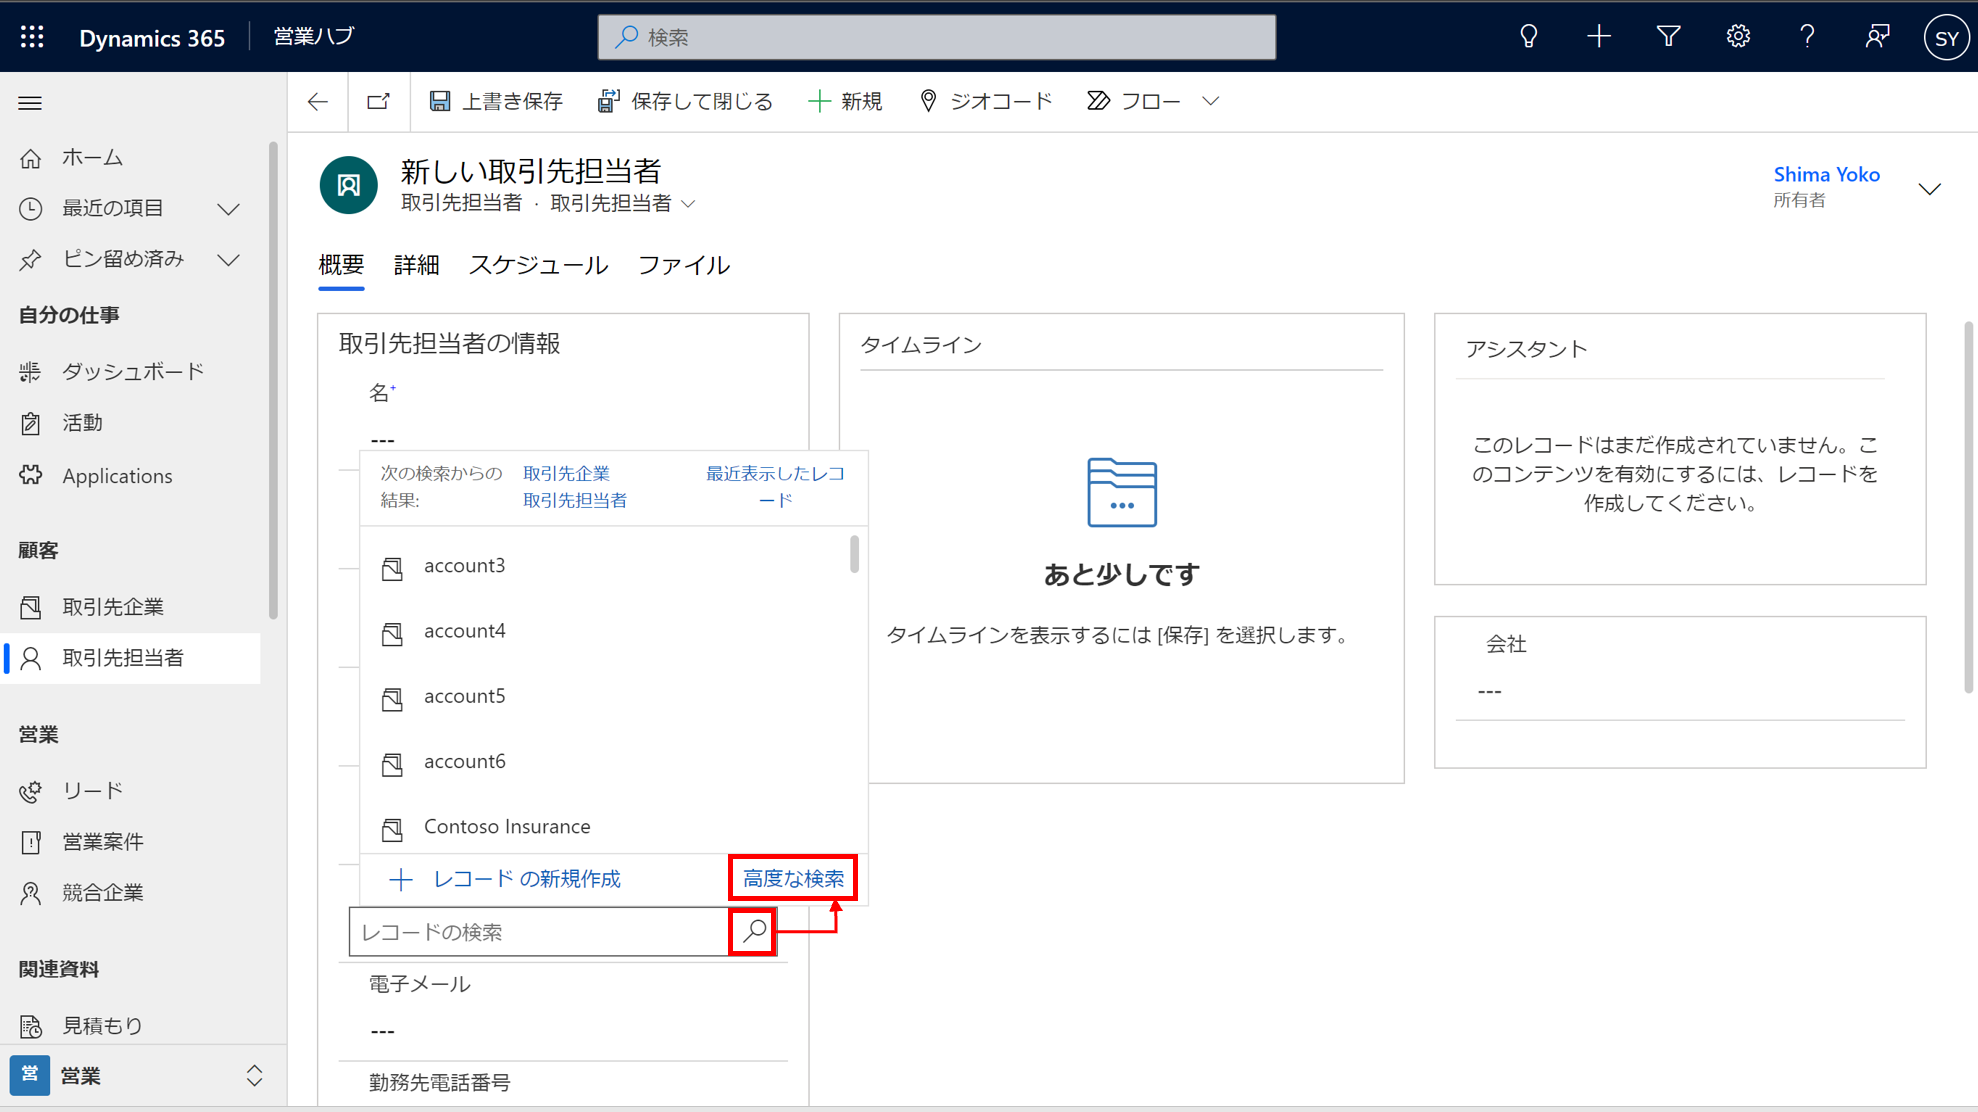 Dynamics 365
営業ハブ
検索
SY
上書き保存
保存して閉じる
新規
ジオコード
フロー
ホーム
最近の項目
ピン留め済み
自分の仕事
ダッシュボード
活動
Applications
顧客
取引先企業
取引先担当者
営業
リード
営業案件
競合企業
関連資料
見積もり
営 営業
新しい取引先担当者
取引先担当者 · 取引先担当者
Shima Yoko
所有者
概要 詳細 スケジュール ファイル
取引先担当者の情報
名+
---
次の検索からの
結果:
取引先企業
取引先担当者
最近表示したレコ
ード
account3
account4
account5
account6
Contoso Insurance
レコード の新規作成
高度な検索
レコードの検索
電子メール
---
勤務先電話番号
タイムライン
あと少しです
タイムラインを表示するには [保存] を選択します。
アシスタント
このレコードはまだ作成されていません。こ
のコンテンツを有効にするには、レコードを
作成してください。
会社
---